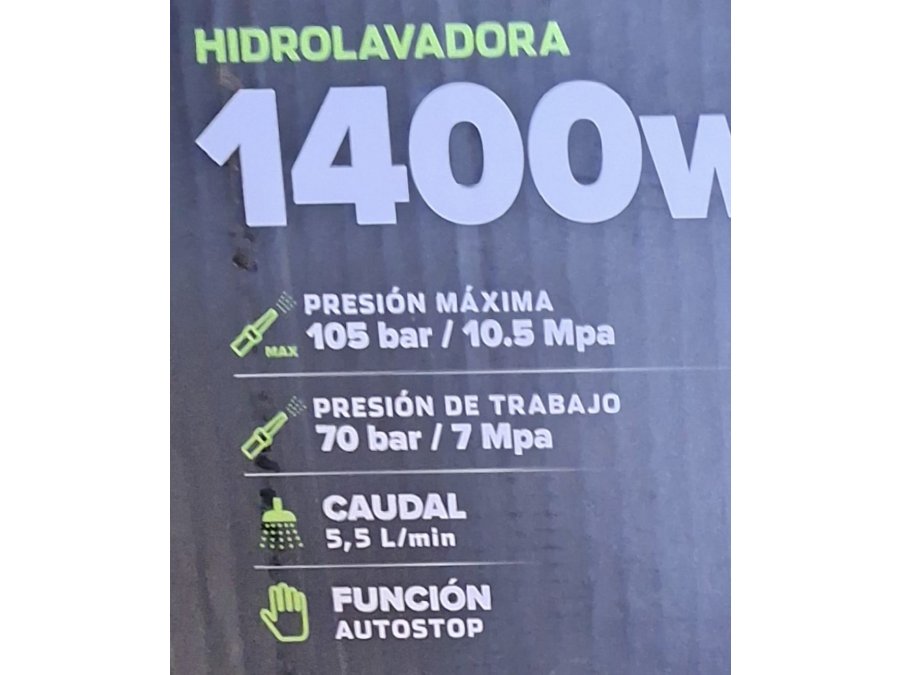 HIDROLAVADORA
1400W
PRESIÓN MÁXIMA
105 bar / 10.5 Mpa
MAX
PRESIÓN DE TRABAJO
70 bar / 7 Mpa
CAUDAL
5,5 L/min
FUNCIÓN
AUTOSTOP